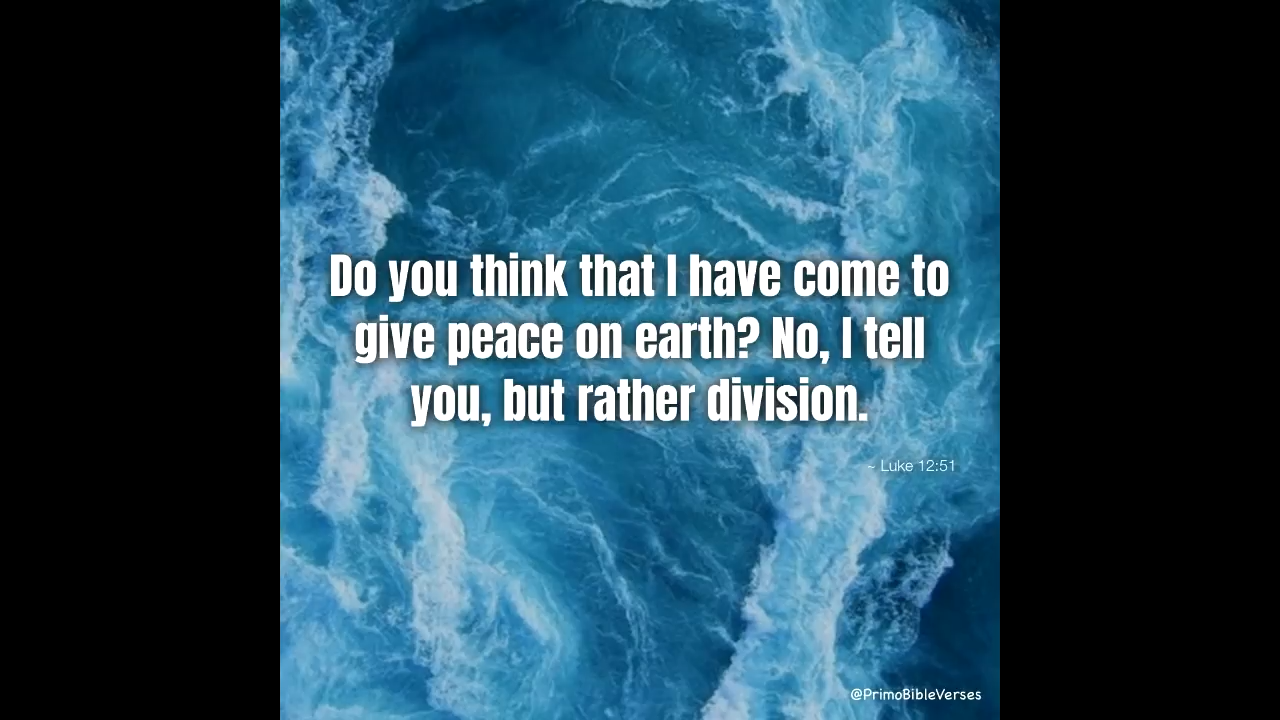 Do you think that I have come to
give peace on earth? No, I tell
you, but rather division.
~ Luke 12:51
@PrimoBibleVerses